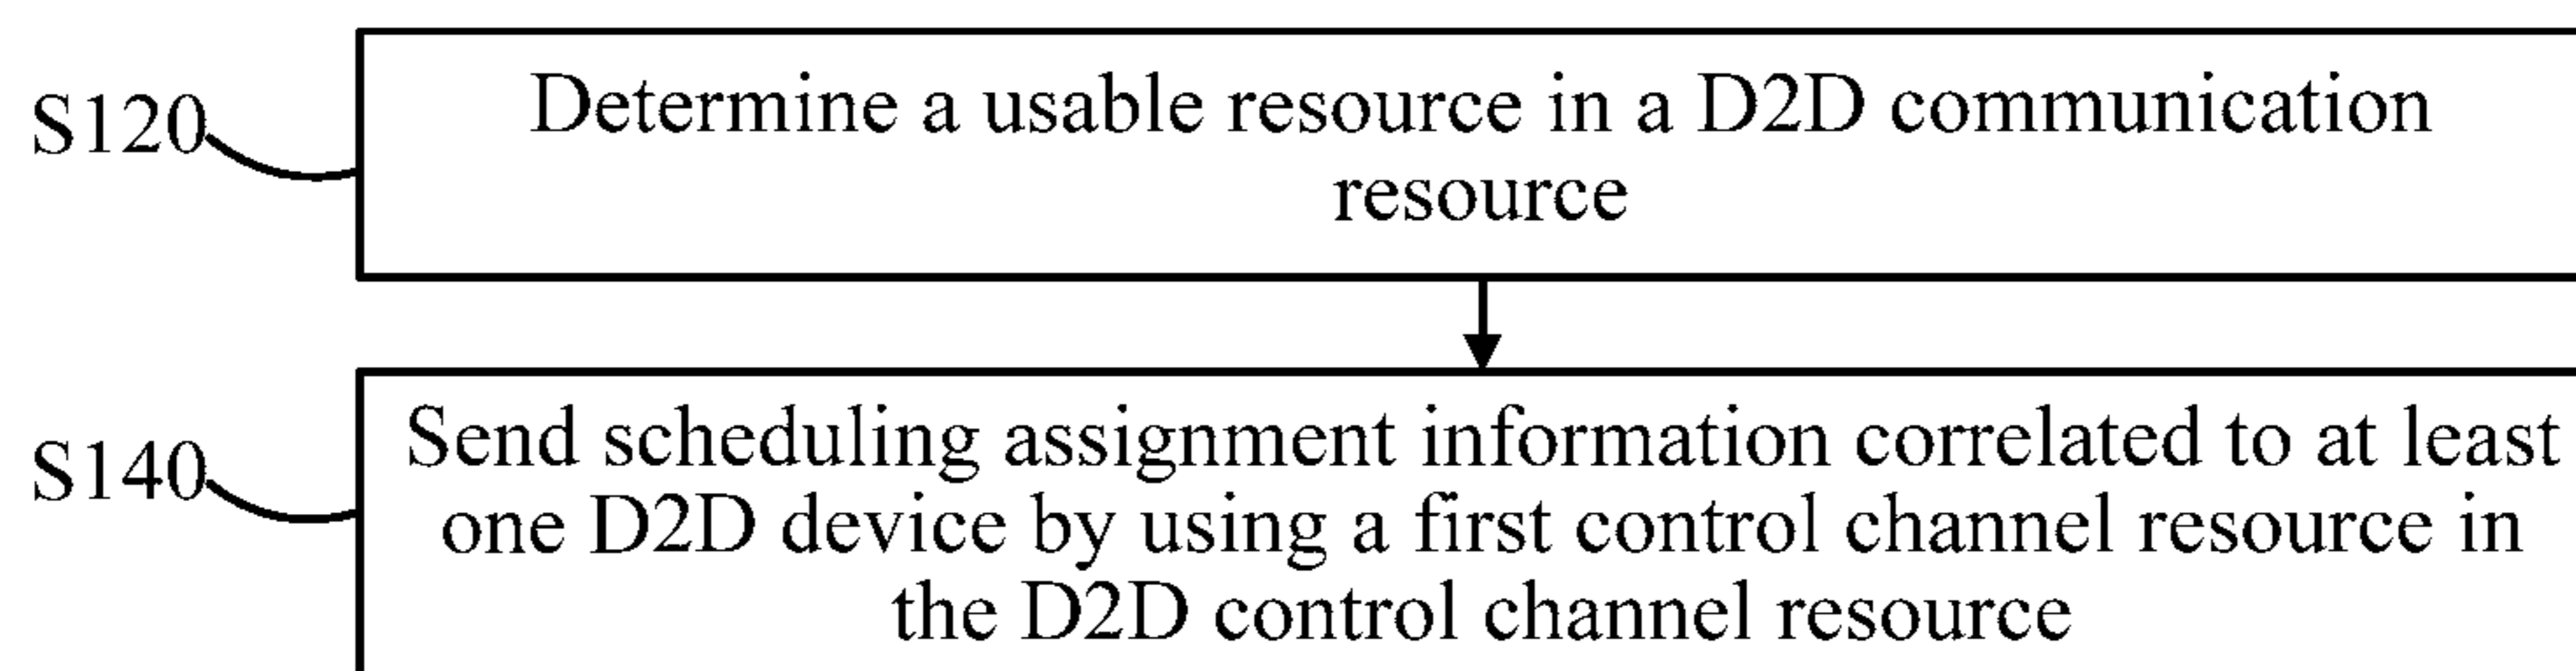 S120
Determine a usable resource in a D2D communication
resource
S140
Send scheduling assignment information correlated to at least
one D2D device by using a first control channel resource in
the D2D control channel resource